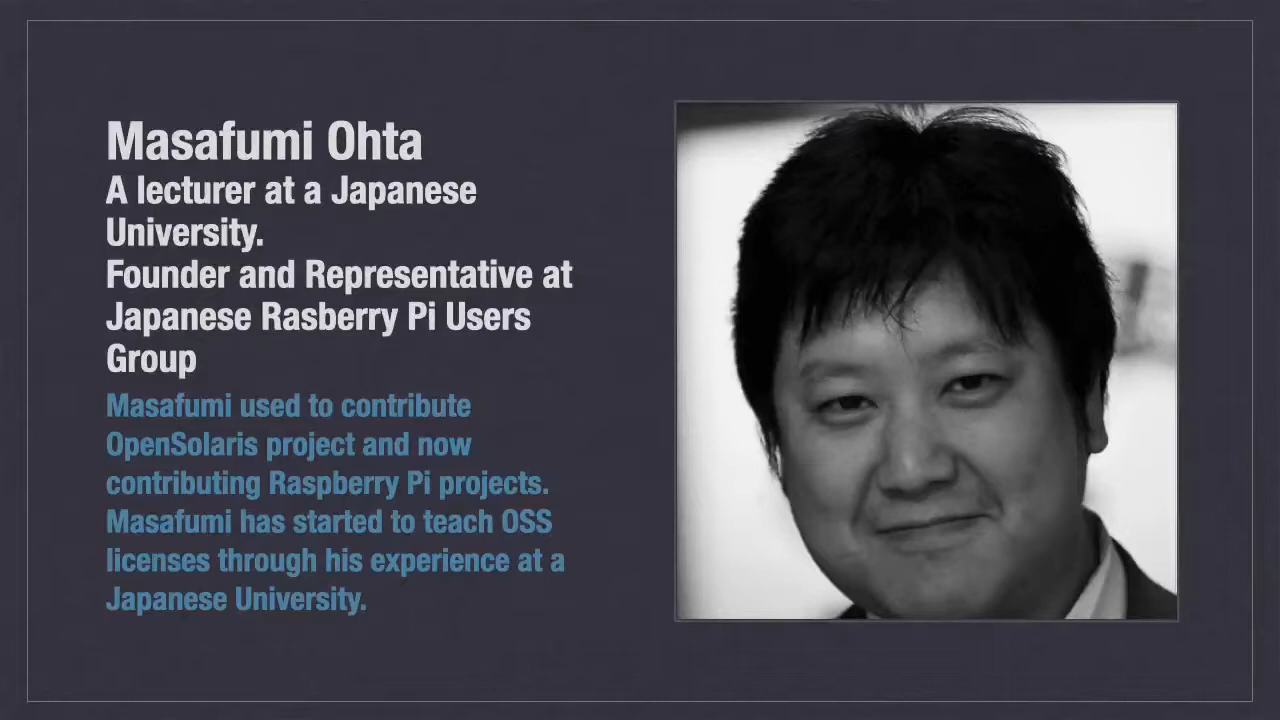 Masafumi Ohta
A lecturer at a Japanese
University.
Founder and Representative at
Japanese Rasberry Pi Users
Group
Masafumi used to contribute
OpenSolaris project and now
contributing Raspberry Pi projects.
Masafumi has started to teach OSS
licenses through his experience at a
Japanese University.